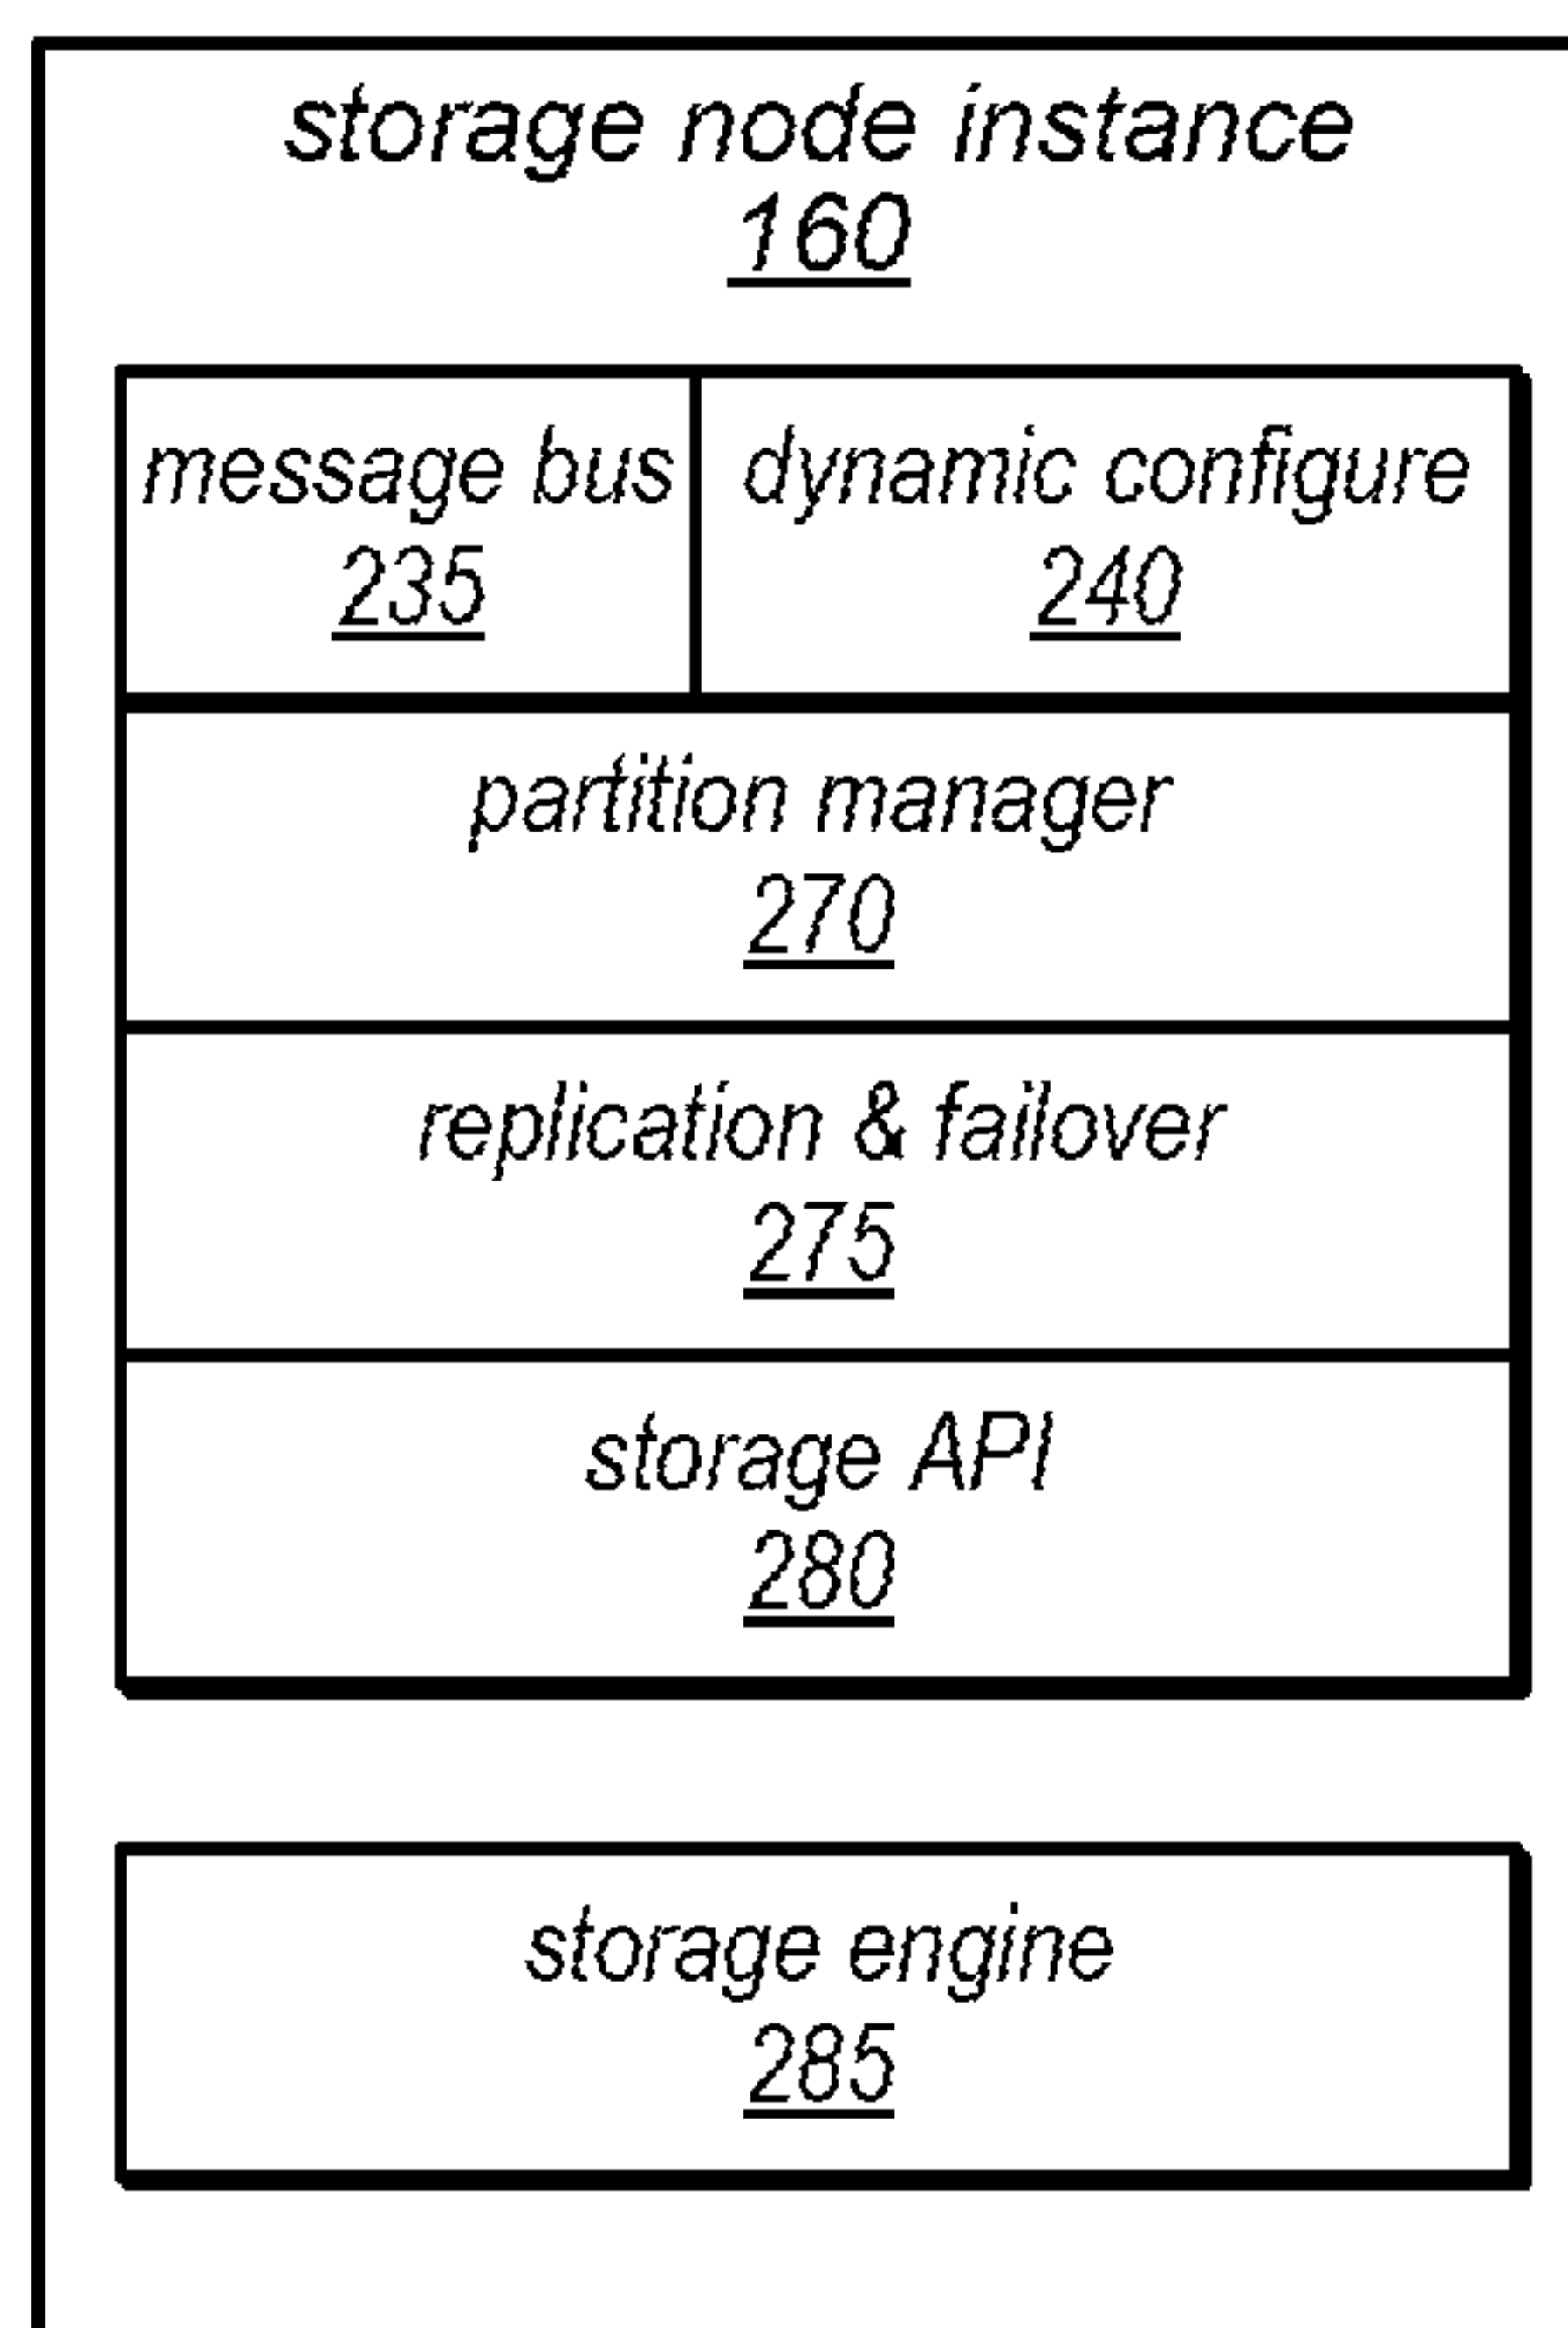 storage node instance
160
message bus
235
dynamic configure
240
partition manager
270
replication & failover
275
storage API
280
storage engine
285